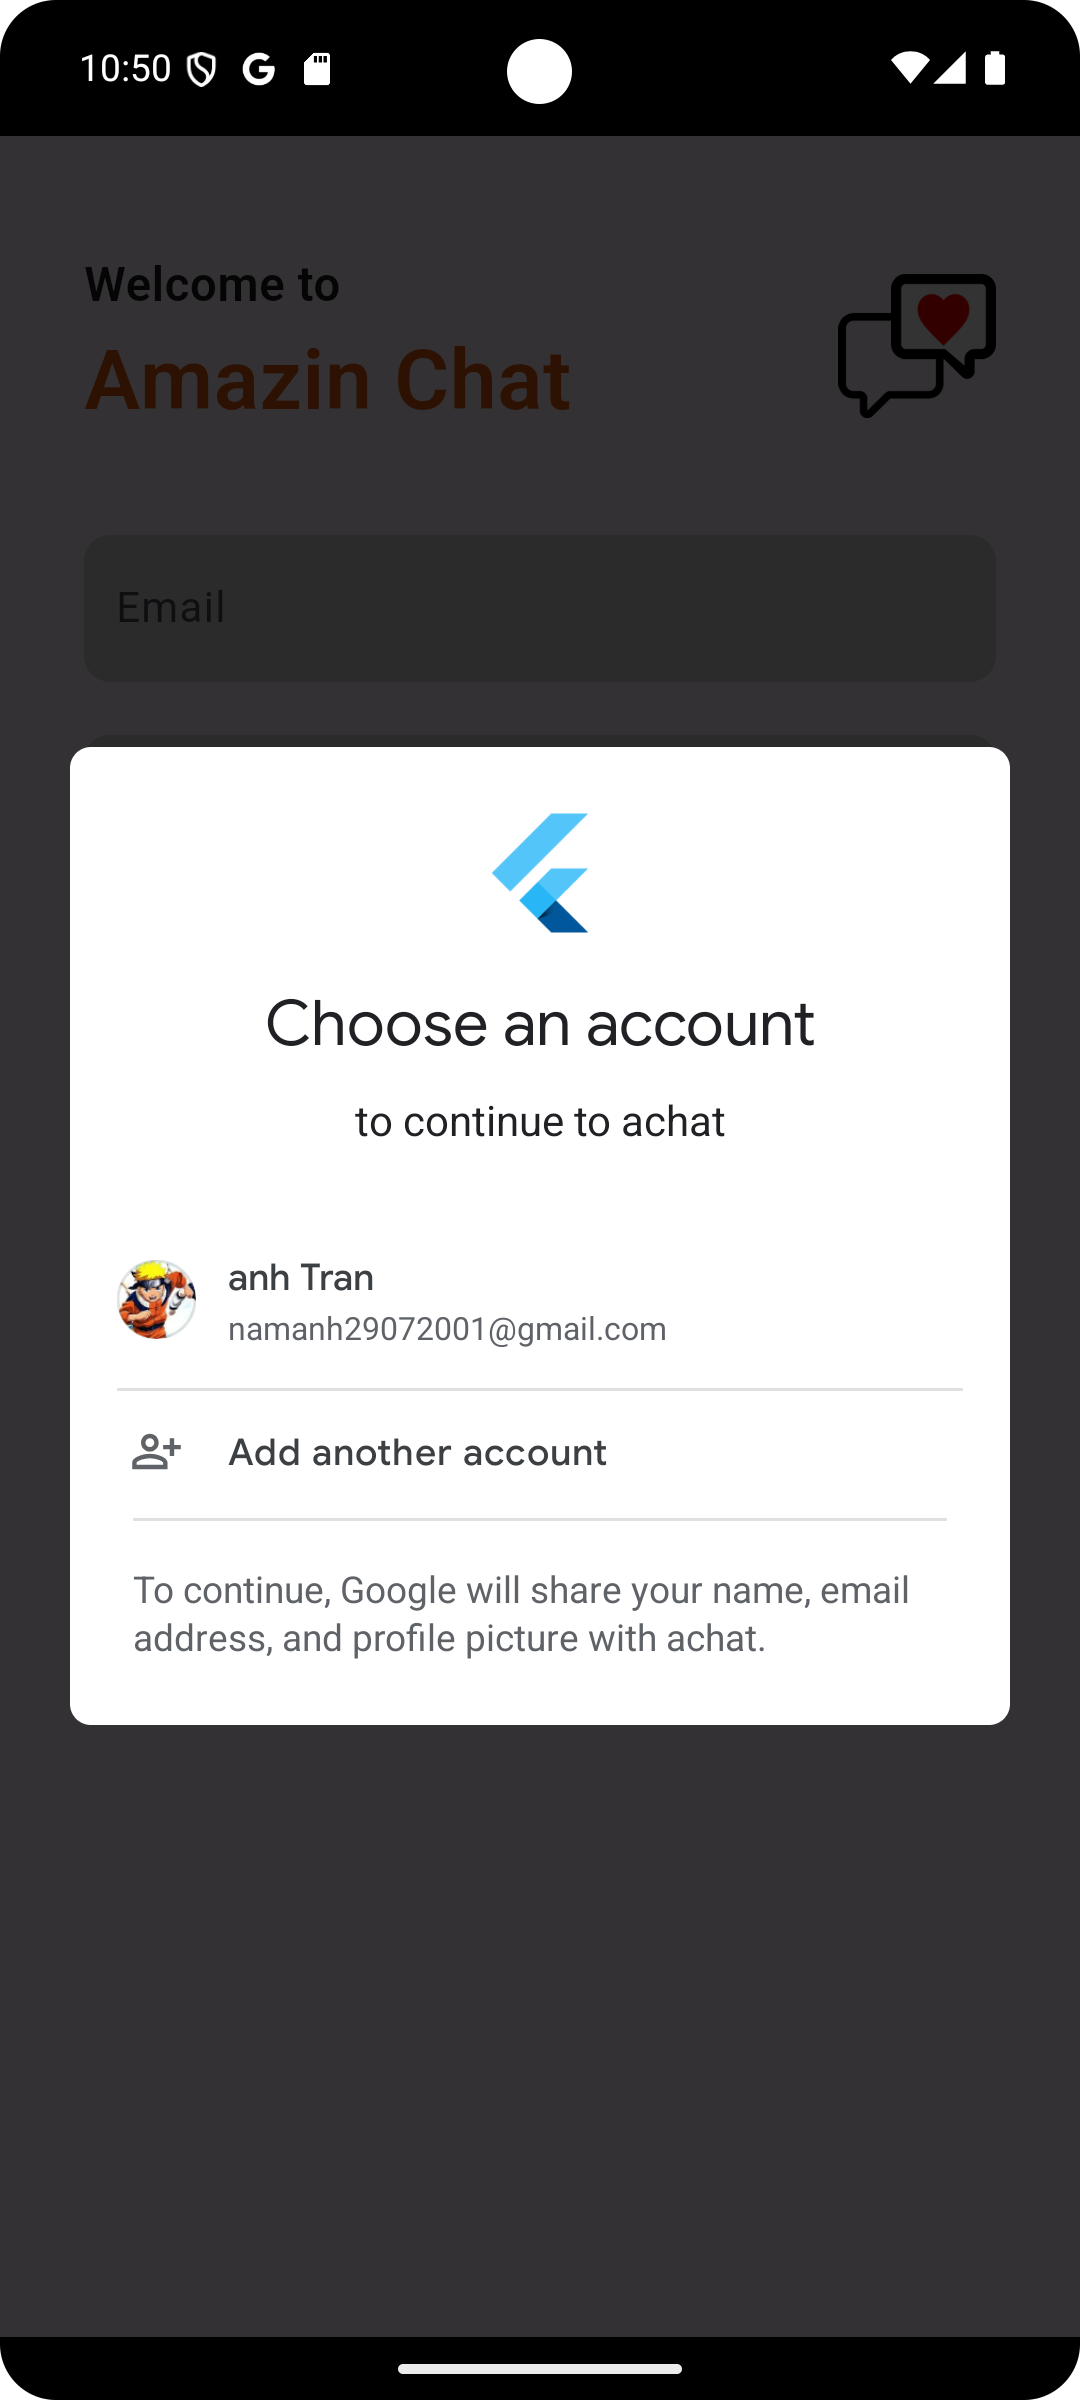 10:50
Welcome to
Amazin Chat
Email
Choose an account
to continue to achat
anh Tran
namanh29072001@gmail.com
Add another account
To continue, Google will share your name, email
address, and profile picture with achat.